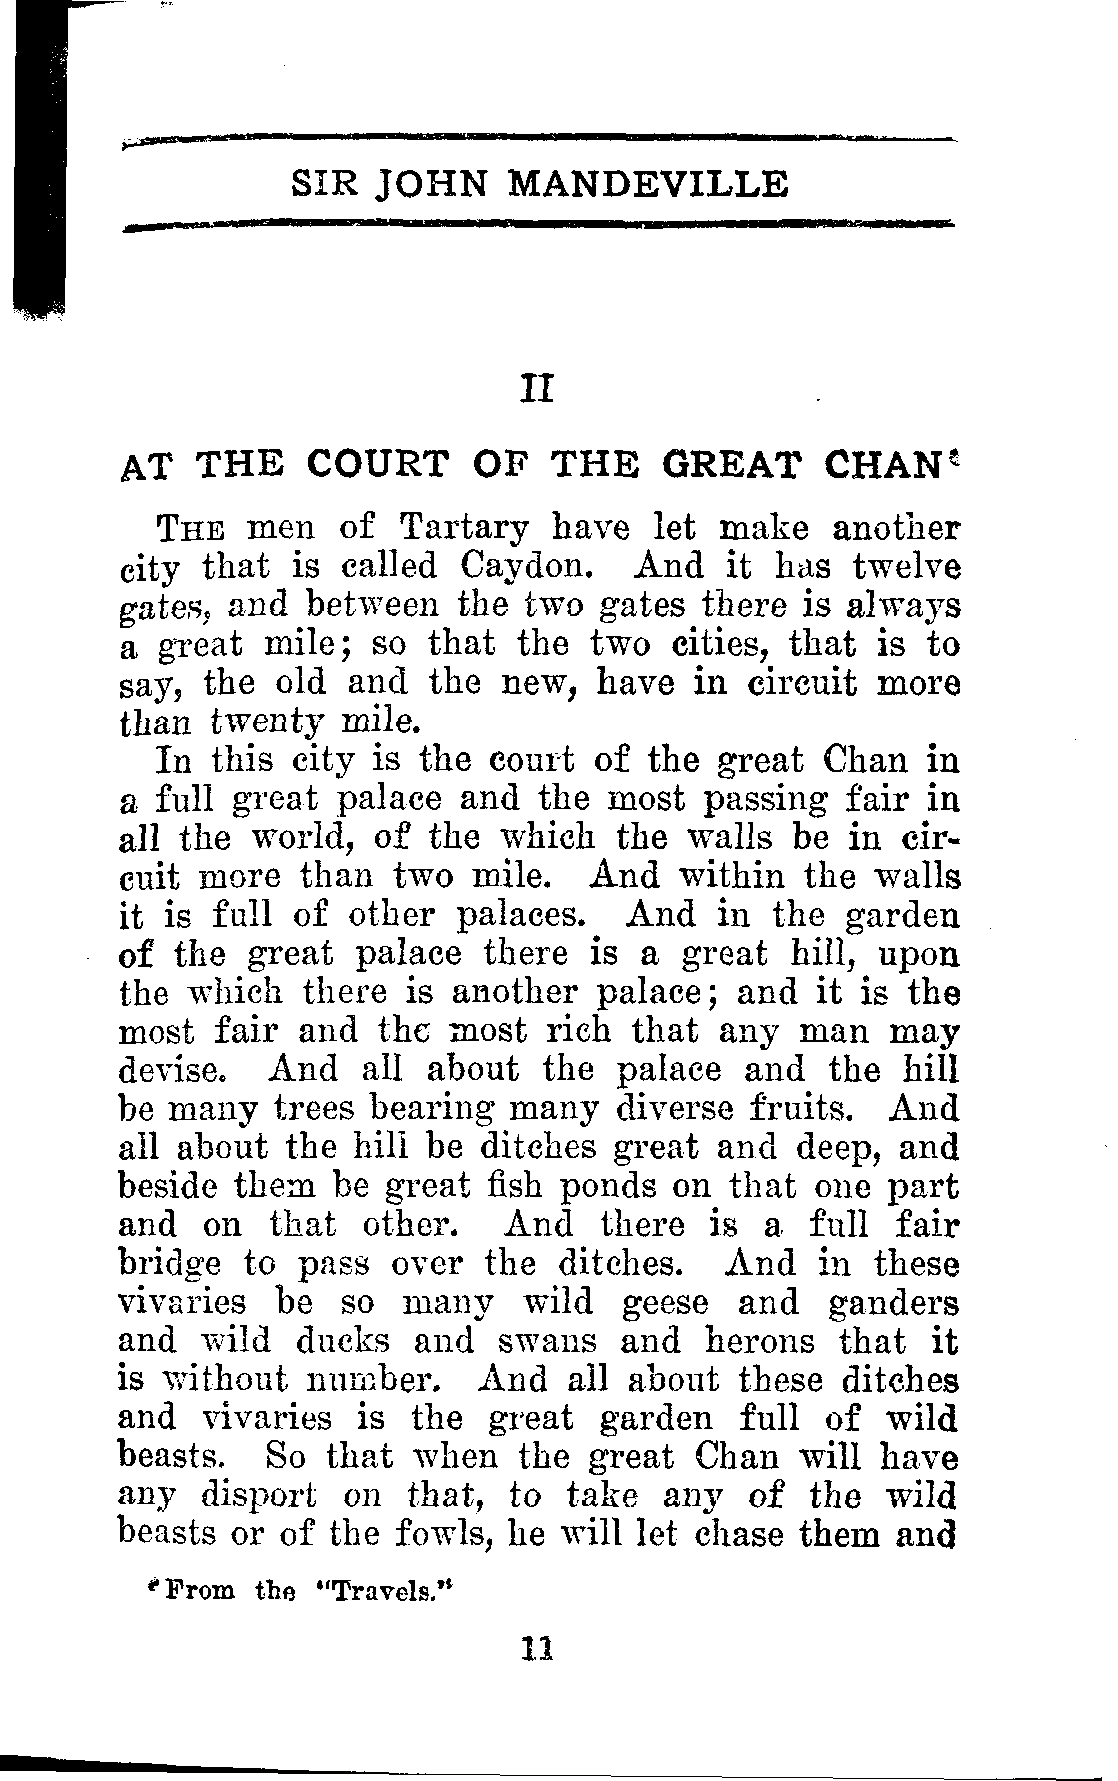 SIR JOHN MANDEVILLE
II
AT THE COURT OF THE GREAT CHAN*
THE men of Tartary have let make another
city that is called Caydon. And it has twelve
gates, and between the two gates there is always
a great mile; so that the two cities, that is to
say, the old and the new, have in circuit more
than twenty mile.
In this city is the court of the great Chan in
a full great palace and the most passing fair in
all the world, of the which the walls be in cir-
cuit more than two mile. And within the walls
it is full of other palaces. And in the garden
of the great palace there is a great hill, upon
the which there is another palace; and it is the
most fair and the most rich that any man may
devise. And all about the palace and the hill
be many trees bearing many diverse fruits. And
all about the hill be ditches great and deep, and
beside them be great fish ponds on that one part
and on that other. And there is a full fair
bridge to pass over the ditches. And in these
vivaries be so many wild geese and ganders
and wild ducks and swans and herons that it
is without number. And all about these ditches
and vivaries is the great garden full of wild
beasts. So that when the great Chan will have
any disport on that, to take any of the wild
beasts or of the fowls, he will let chase them and
*From the "Travels."
11